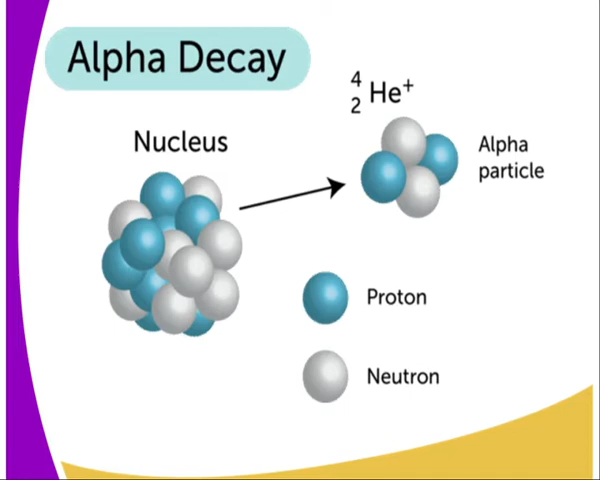 Alpha Decay
4
2 He+
Nucleus
Alpha
particle
Proton
Neutron